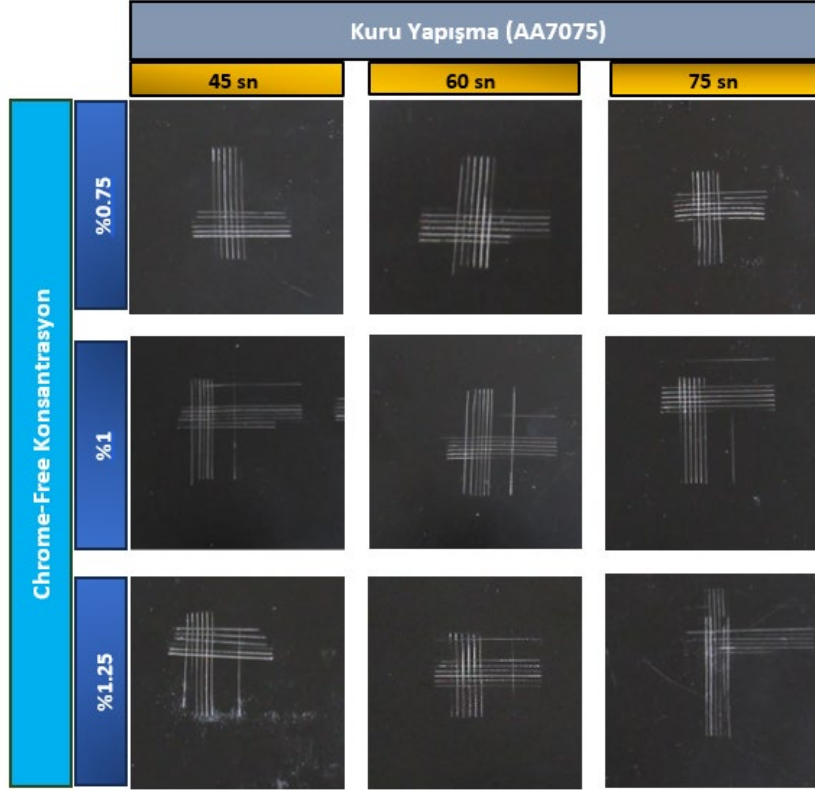 Kuru Yapışma (AA7075)
45 sn
60 sn
75 sn
Chrome-Free Konsantrasyon
%0.75
%1
%1.25